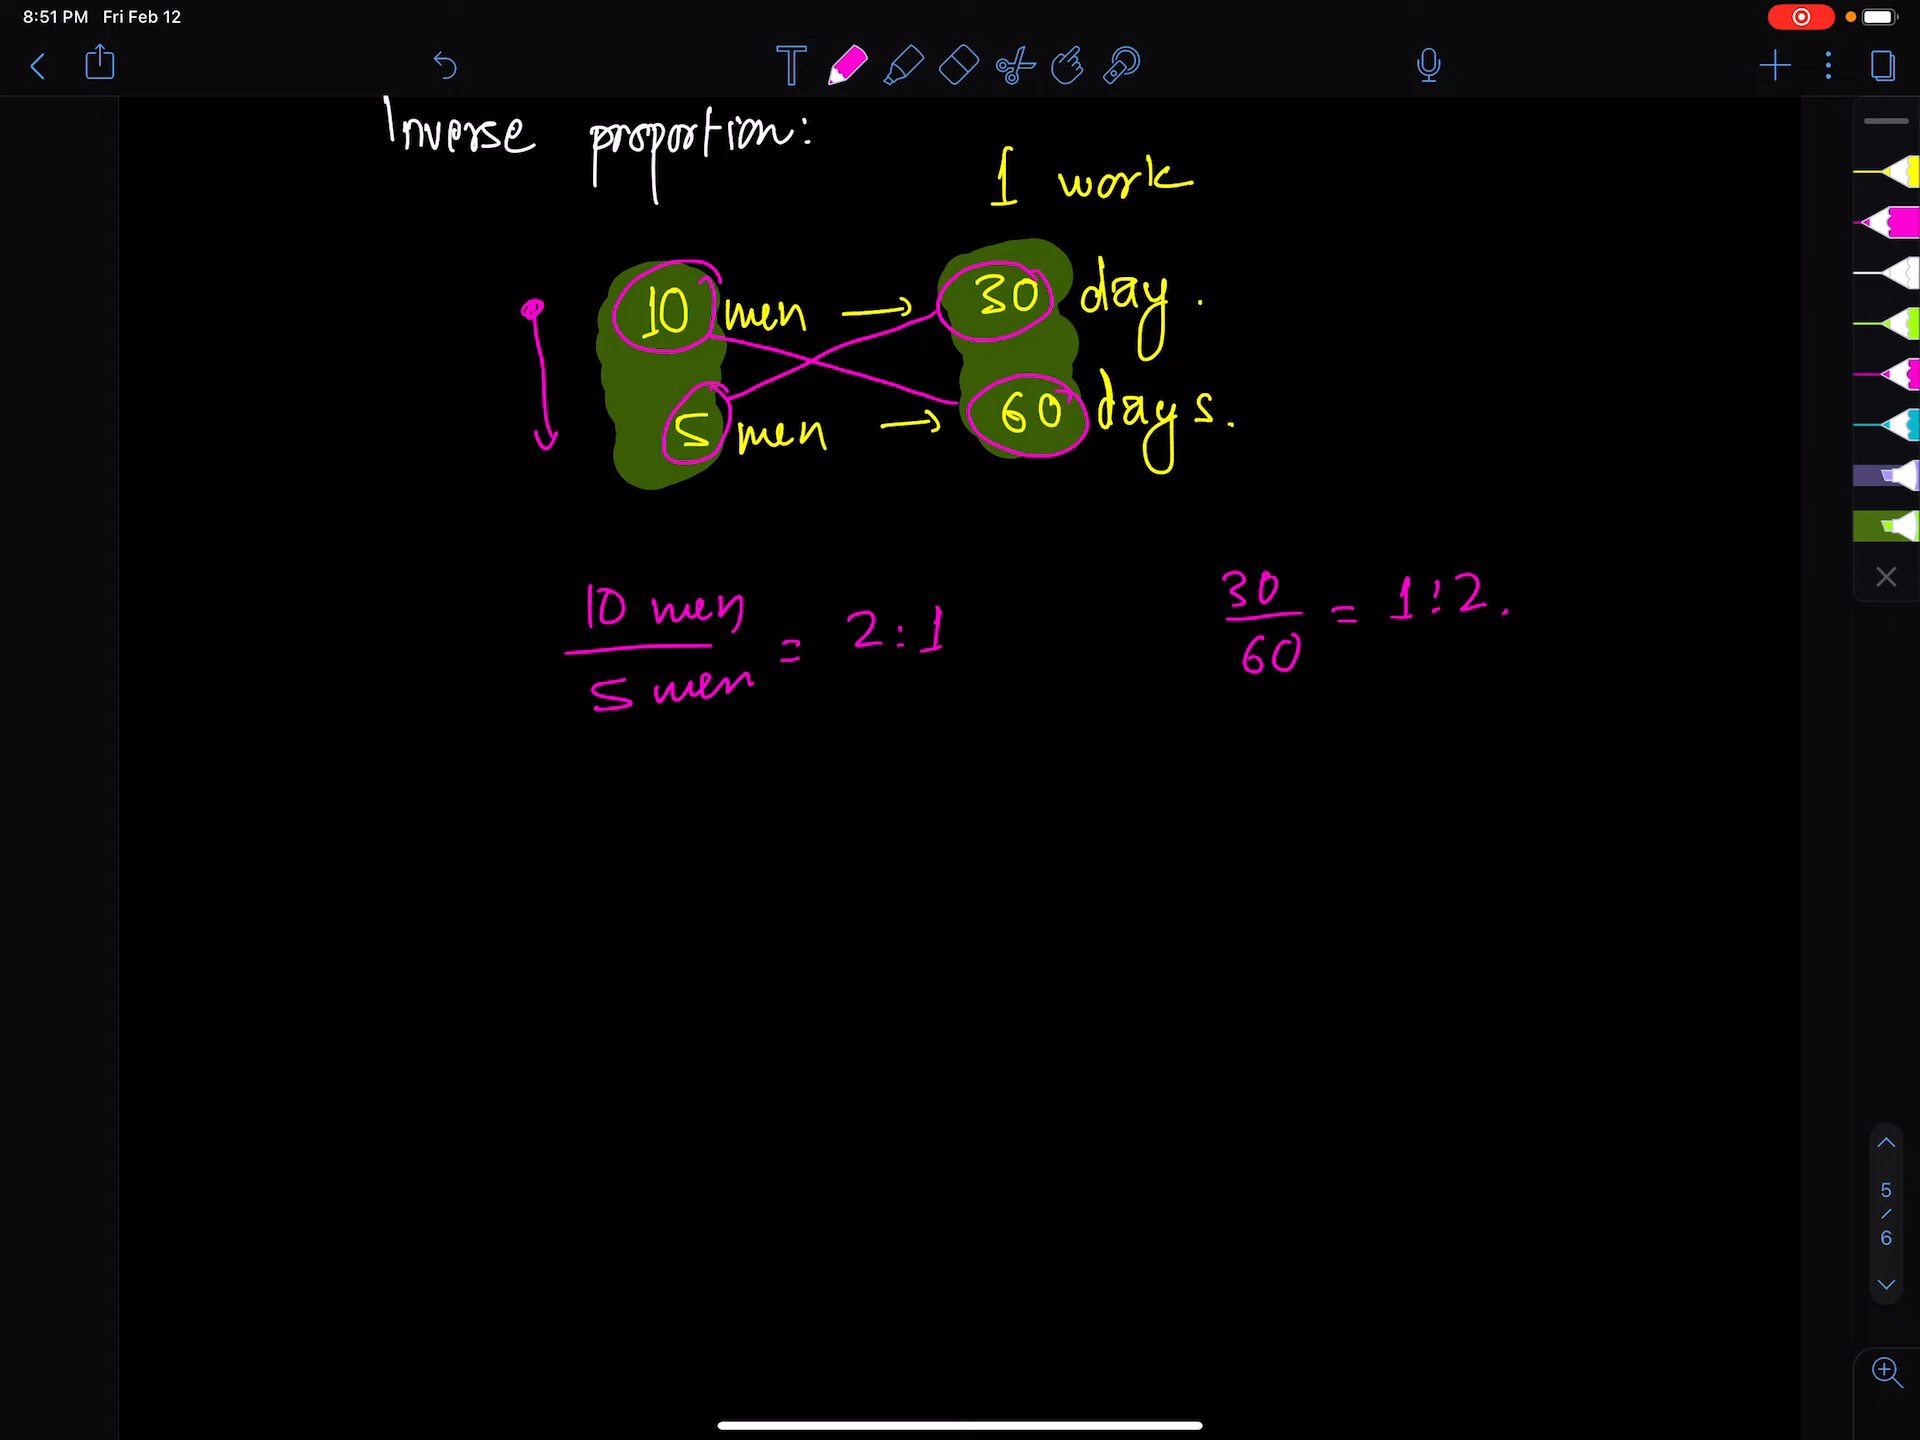 8:51 PM Fri Feb 12
Inverse proportion:
1 work
10 men → 30 day.
5 men → 60 days.
10 men
5 men
= 2:1
30
60
= 1:2.
5
/
6